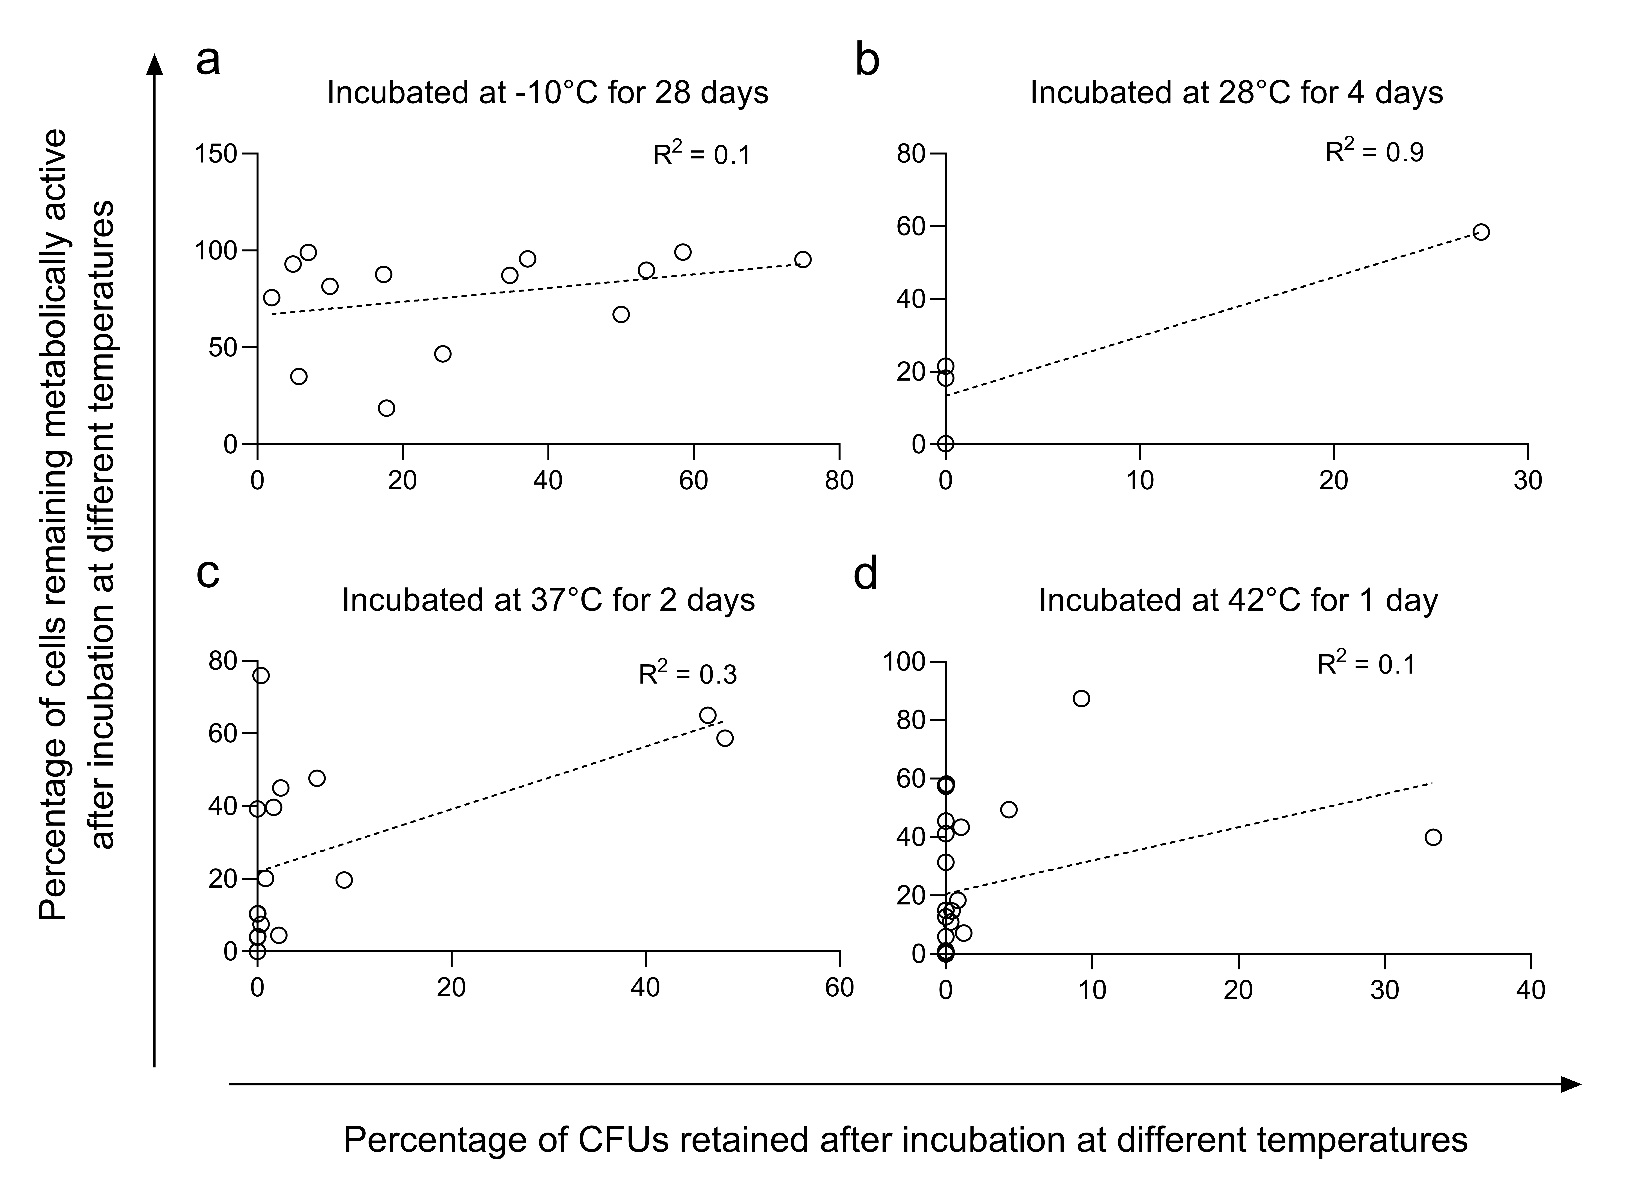 Percentage of cells remaining metabolically active
after incubation at different temperatures
a
Incubated at -10°C for 28 days
R² = 0.1
150
100
50
0
0 20 40 60 80
b
Incubated at 28°C for 4 days
R² = 0.9
80
60
40
20
0
0 10 20 30
c
Incubated at 37°C for 2 days
R² = 0.3
80
60
40
20
0
0 20 40 60
d
Incubated at 42°C for 1 day
R² = 0.1
100
80
60
40
20
0
0 10 20 30 40
Percentage of CFUs retained after incubation at different temperatures